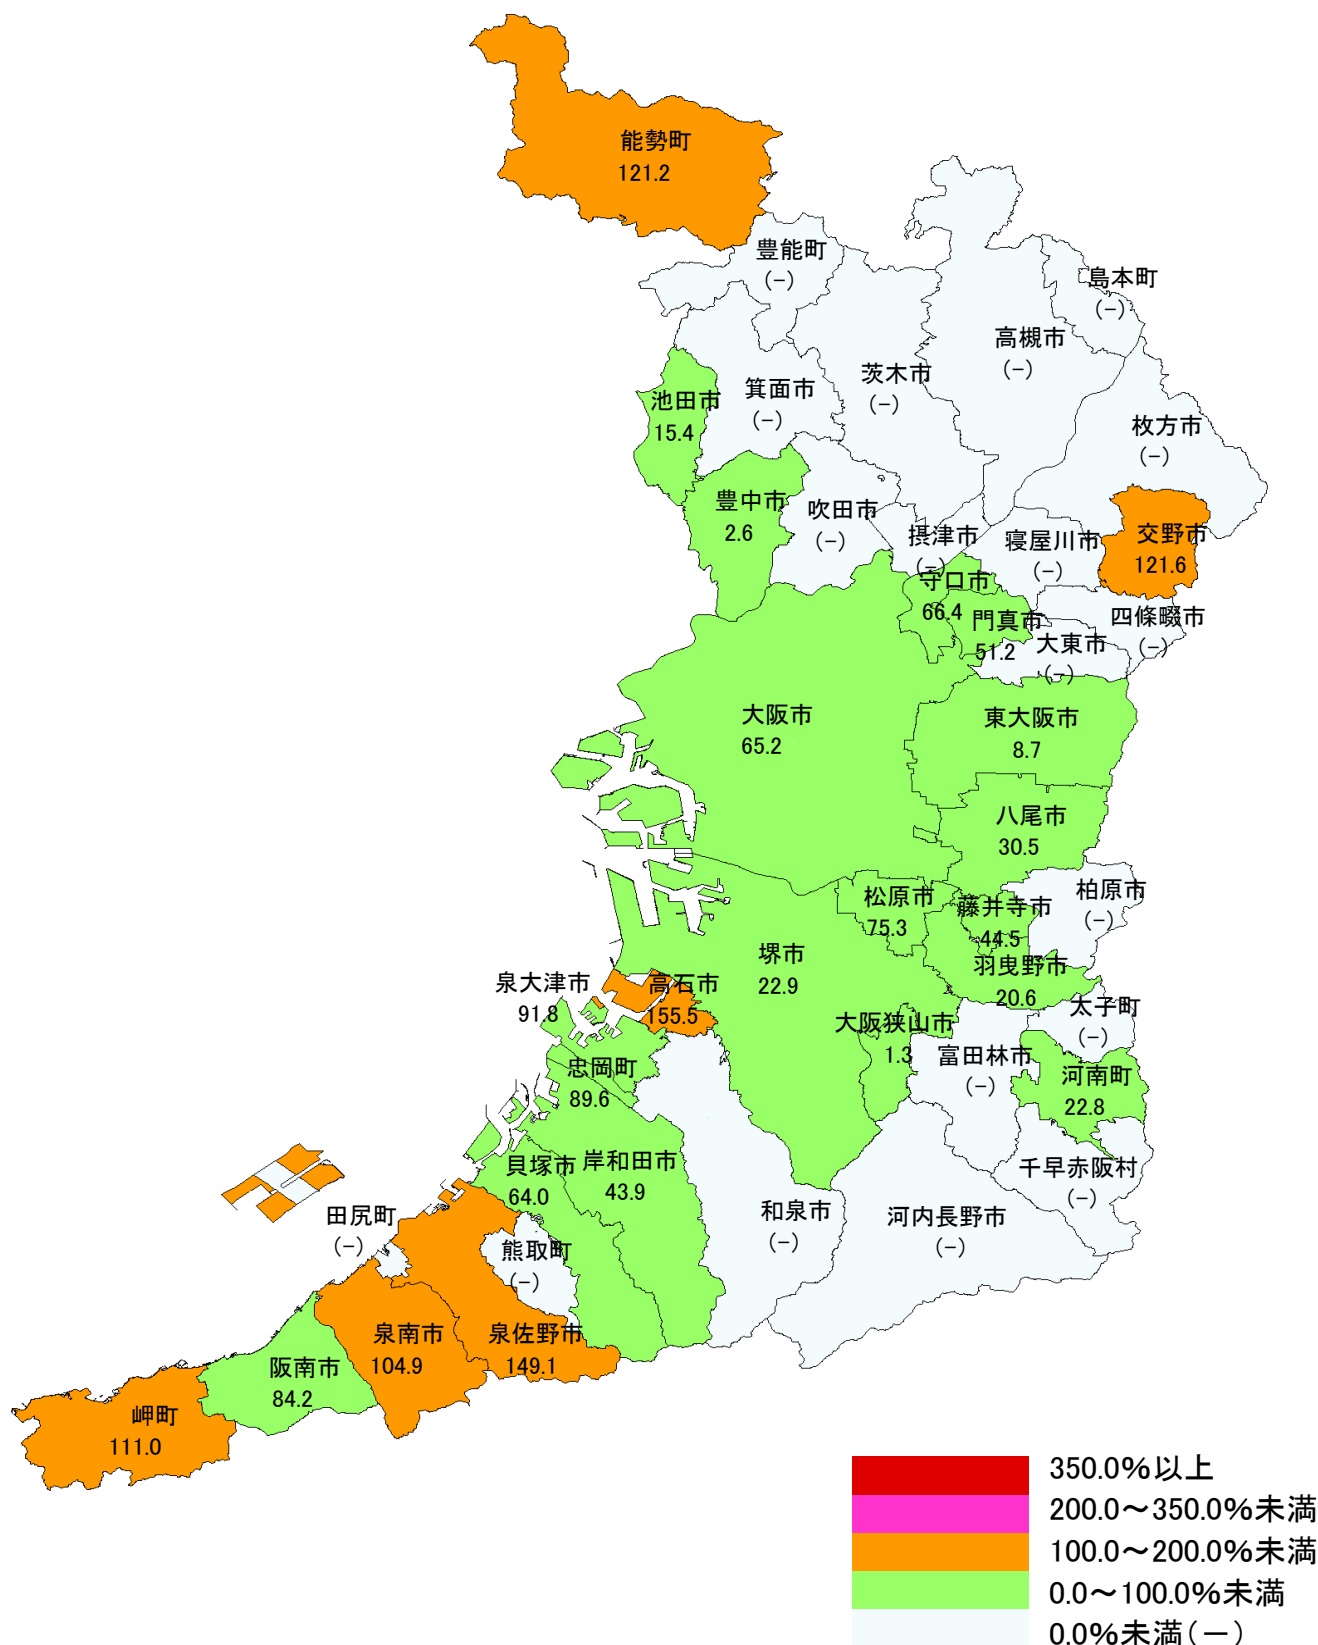 能勢町
121.2
豊能町
(-)
島本町
(-)
高槻市
(-)
茨木市
(-)
箕面市
(-)
池田市
15.4
枚方市
(-)
豊中市
2.6
吹田市
(-)
摂津市
(-)
寝屋川市
(-)
交野市
121.6
守口市
66.4
門真市
51.2
四條畷市
(-)
大東市
(-)
大阪市
65.2
東大阪市
8.7
八尾市
30.5
柏原市
(-)
松原市
75.3
藤井寺市
44.5
堺市
22.9
羽曳野市
20.6
泉大津市
91.8
高石市
155.5
太子町
(-)
大阪狭山市
1.3
富田林市
(-)
忠岡町
89.6
河南町
22.8
貝塚市
64.0
岸和田市
43.9
千早赤阪村
(-)
田尻町
(-)
和泉市
(-)
河内長野市
(-)
熊取町
(-)
泉南市
104.9
泉佐野市
149.1
阪南市
84.2
岬町
111.0
350.0%以上
200.0～350.0%未満
100.0～200.0%未満
0.0～100.0%未満
0.0%未満(－)